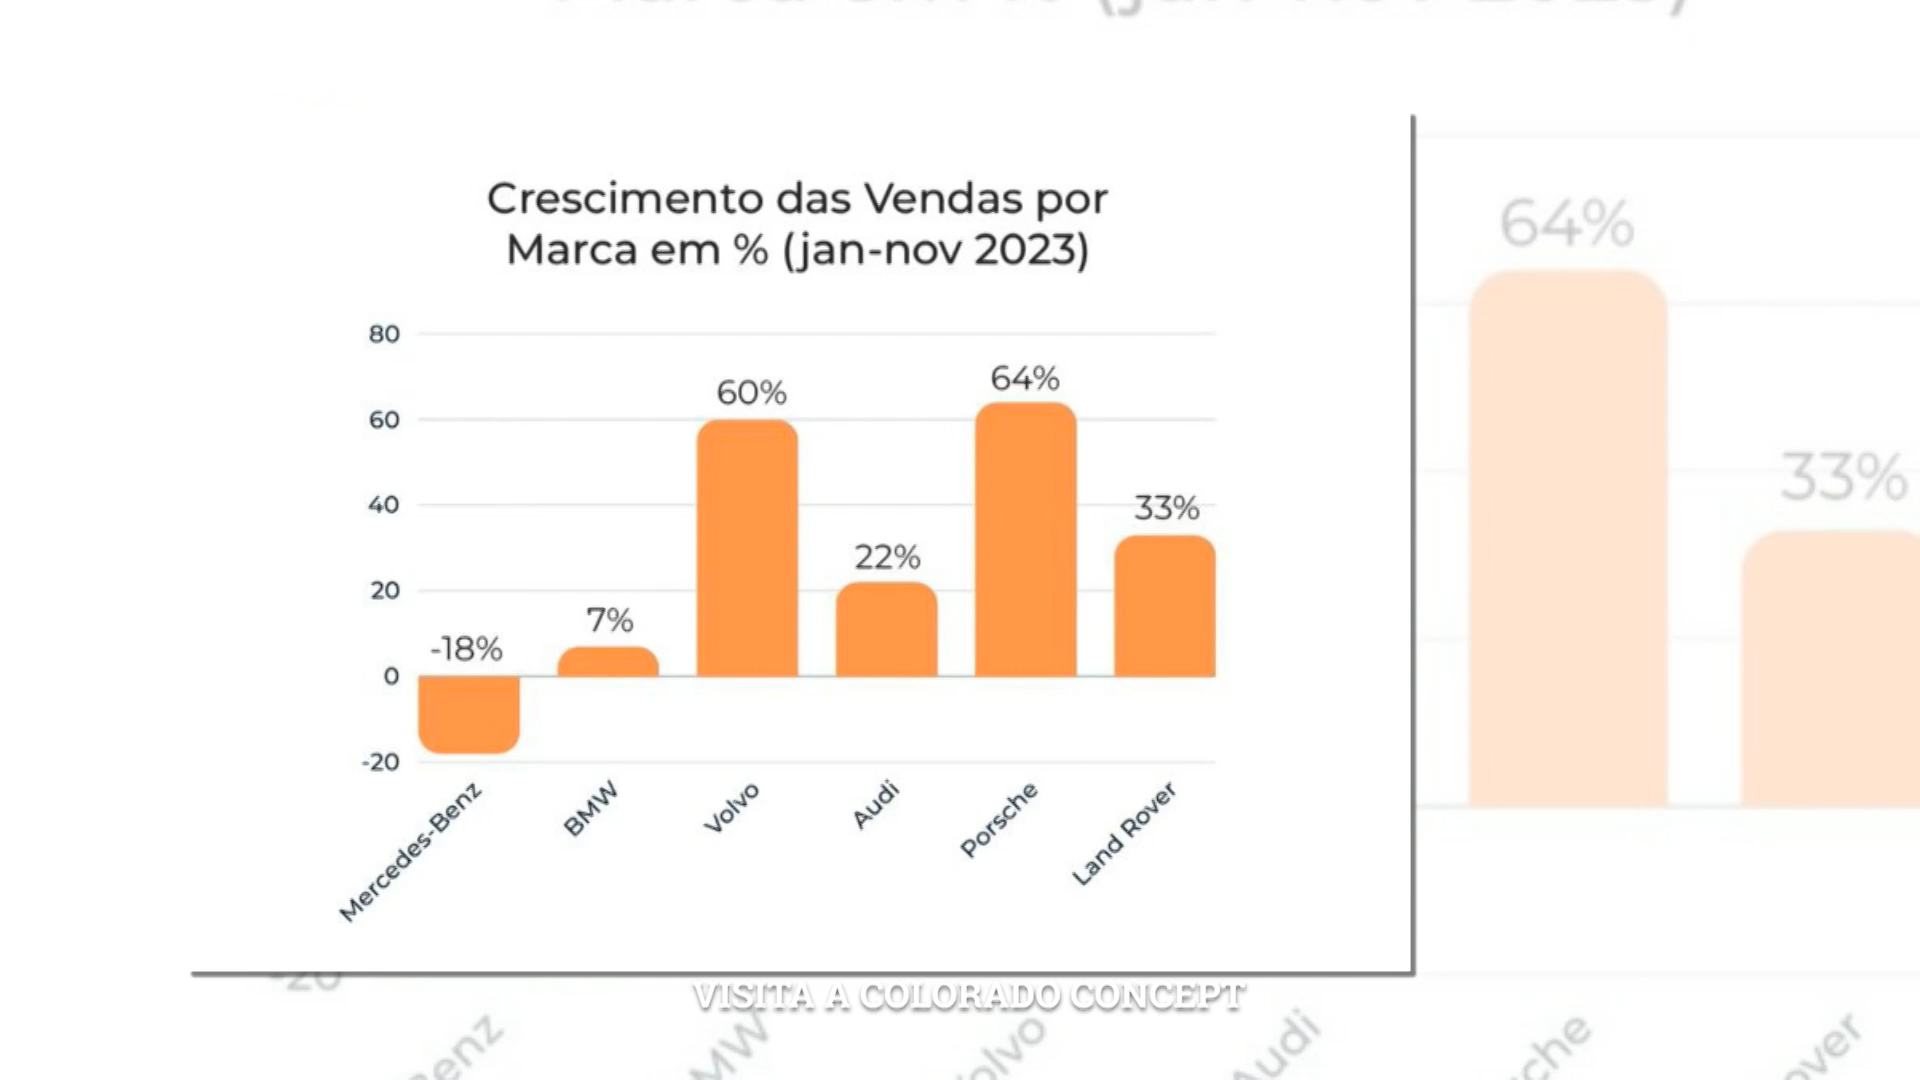 Crescimento das Vendas por
Marca em % (jan-nov 2023)
80
60
40
20
0
-20
-18%
7%
60%
22%
64%
33%
Mercedes-Benz
BMW
Volvo
Audi
Porsche
Land Rover
64%
33%
-20
VISITA A COLORADO CONCEPT